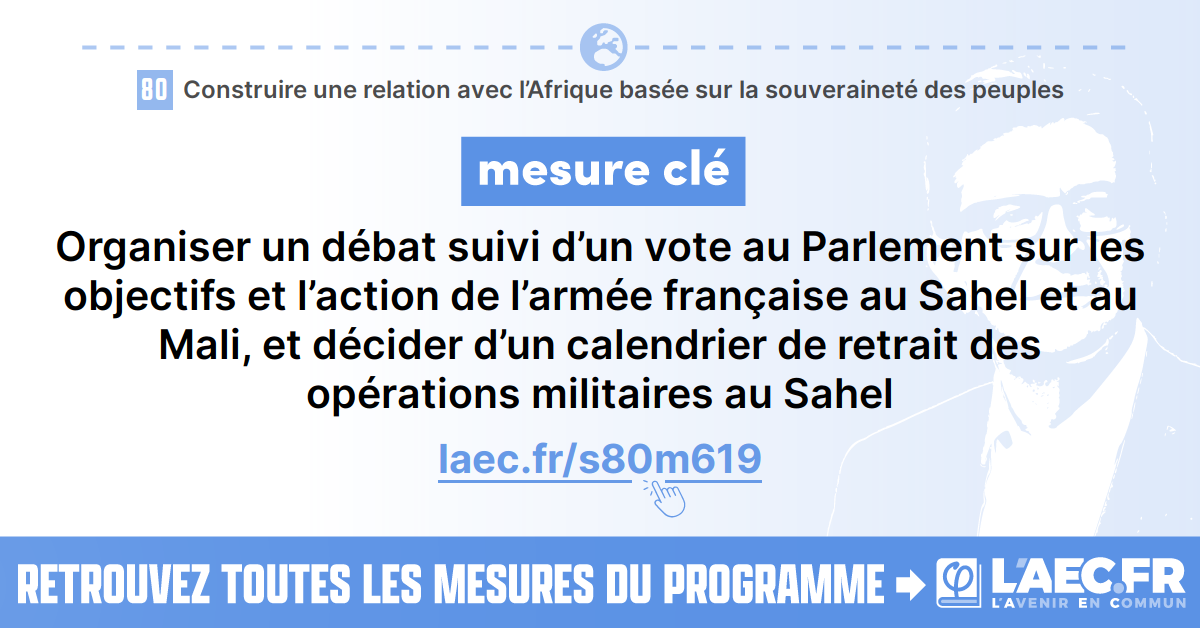 80 Construire une relation avec l’Afrique basée sur la souveraineté des peuples
mesure clé
Organiser un débat suivi d’un vote au Parlement sur les
objectifs et l’action de l’armée française au Sahel et au
Mali, et décider d’un calendrier de retrait des
opérations militaires au Sahel
laec.fr/s80m619
RETROUVEZ TOUTES LES MESURES DU PROGRAMME
φ L'AEC.FR
L'AVENIR EN COMMUN